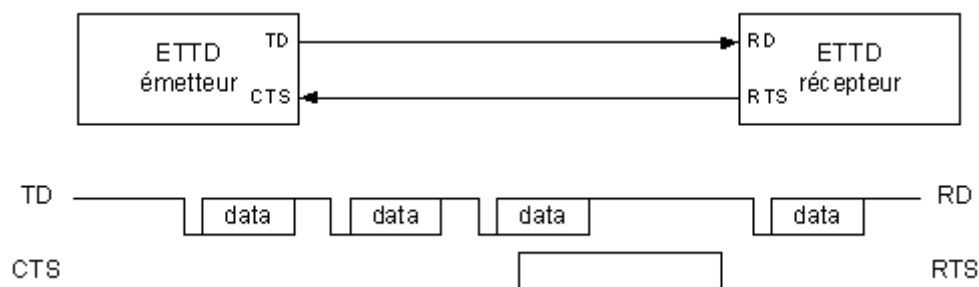 ETTD
émetteur
TD
CTS
RD
RTS
ETTD
récepteur
TD
data
data
data
data
RD
CTS
RTS